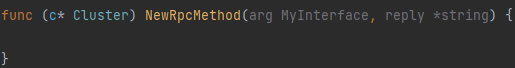 func (c* Cluster) NewRpcMethod(arg MyInterface, reply *string) {
}